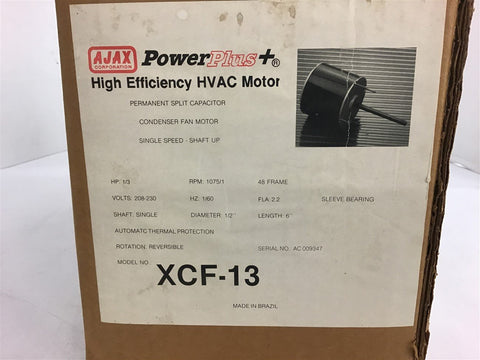 AJAX PowerPlus+®
CORPORATION
High Efficiency HVAC Motor
PERMANENT SPLIT CAPACITOR
CONDENSER FAN MOTOR
SINGLE SPEED - SHAFT UP
HP: 1/3 RPM: 1075/1 48 FRAME
VOLTS: 208-230 HZ: 1/60 FLA: 2.2 SLEEVE BEARING
SHAFT: SINGLE DIAMETER: 1/2" LENGTH: 6"
AUTOMATIC THERMAL PROTECTION
ROTATION: REVERSIBLE SERIAL NO.: AC 009347
MODEL NO. XCF-13
MADE IN BRAZIL